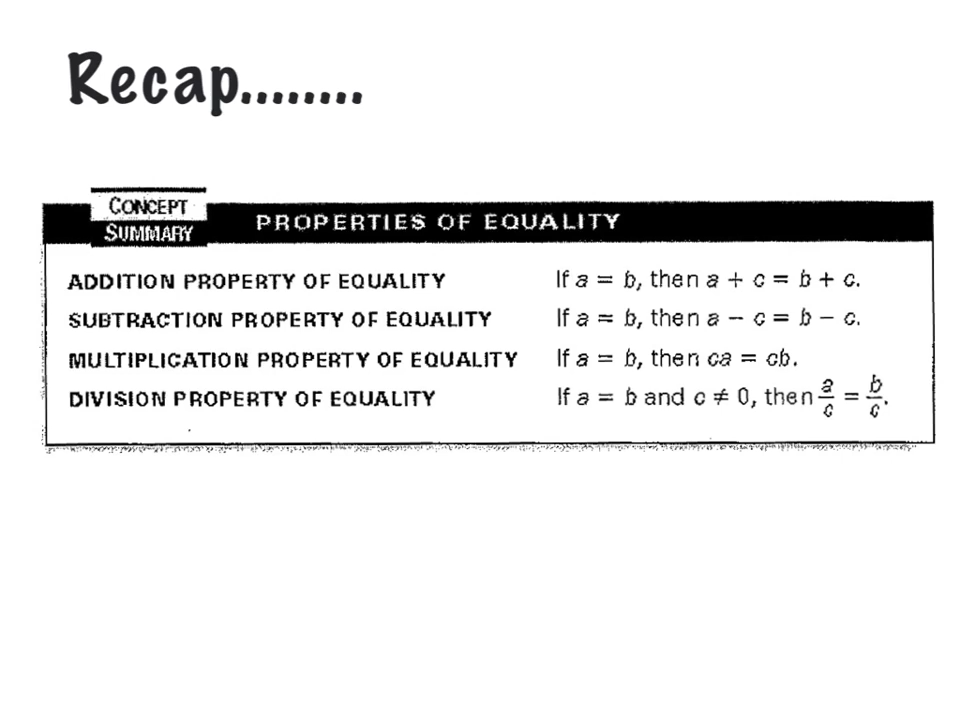 Recap........
CONCEPT
SUMMARY
PROPERTIES OF EQUALITY
ADDITION PROPERTY OF EQUALITY If a = b, then a + c = b + c.
SUBTRACTION PROPERTY OF EQUALITY If a = b, then a − c = b − c.
MULTIPLICATION PROPERTY OF EQUALITY If a = b, then ca = cb.
DIVISION PROPERTY OF EQUALITY If a = b and c ≠ 0, then a/c = b/c.